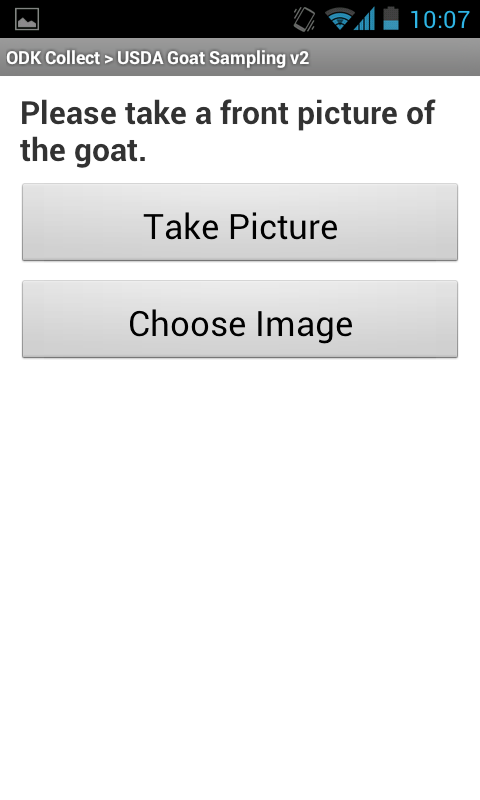 10:07
ODK Collect > USDA Goat Sampling v2
Please take a front picture of
the goat.
Take Picture
Choose Image